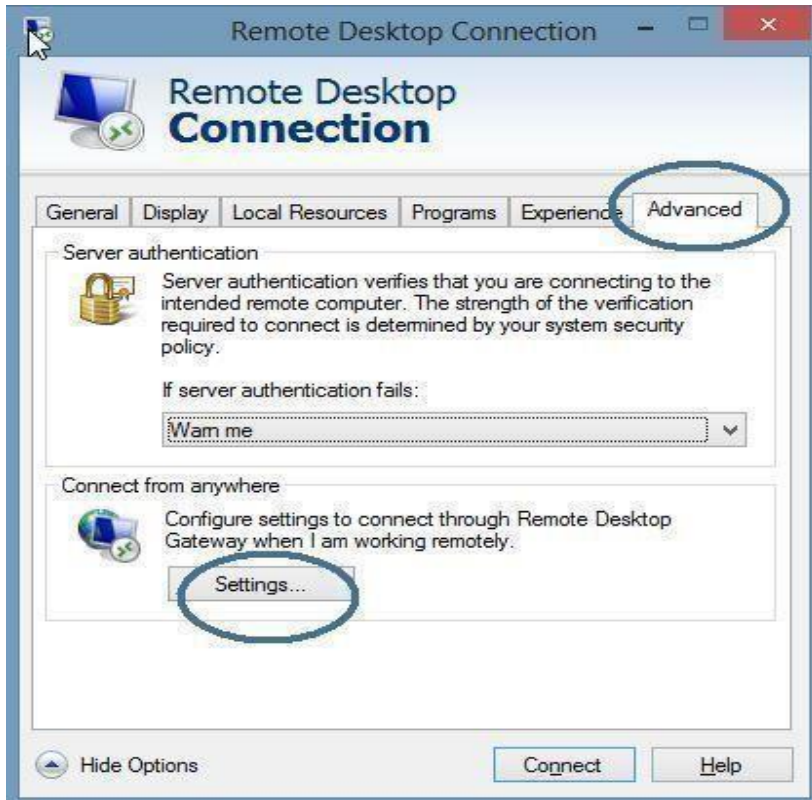 Remote Desktop Connection
Remote Desktop
Connection
General Display Local Resources Programs Experience Advanced
Server authentication
Server authentication verifies that you are connecting to the
intended remote computer. The strength of the verification
required to connect is determined by your system security
policy.
If server authentication fails:
Warn me
Connect from anywhere
Configure settings to connect through Remote Desktop
Gateway when I am working remotely.
Settings...
Hide Options Connect Help